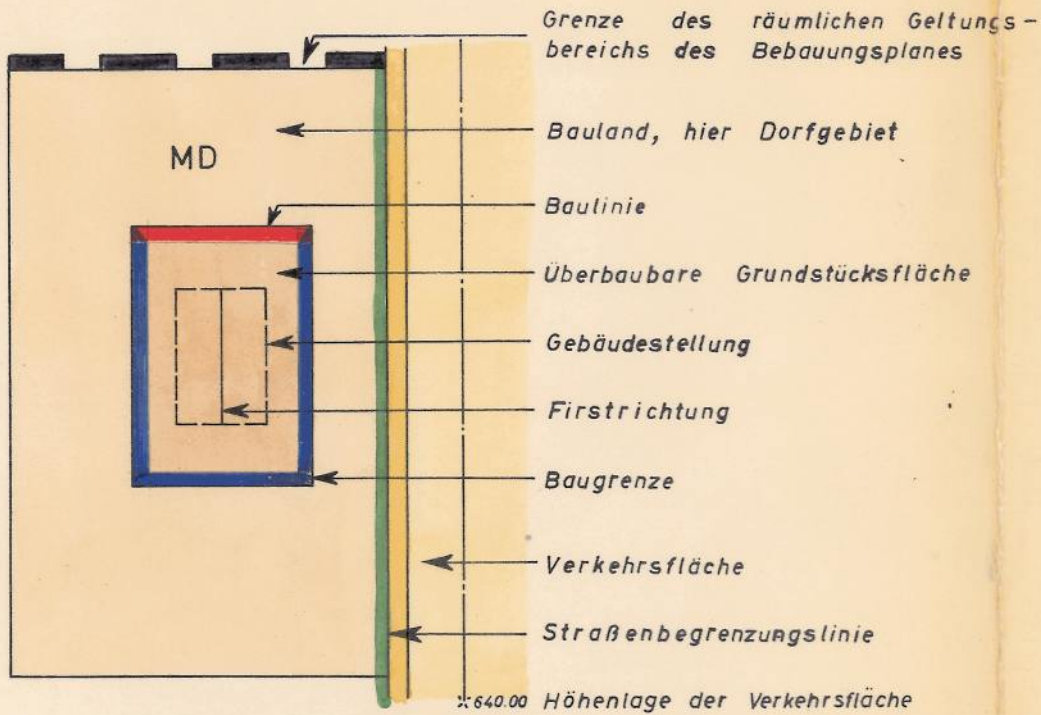 Grenze des räumlichen Geltungs-
bereichs des Bebauungsplanes
Bauland, hier Dorfgebiet
MD
Baulinie
Überbaubare Grundstücksfläche
Gebäudestellung
Firstrichtung
Baugrenze
Verkehrsfläche
Straßenbegrenzungslinie
640.00 Höhenlage der Verkehrsfläche